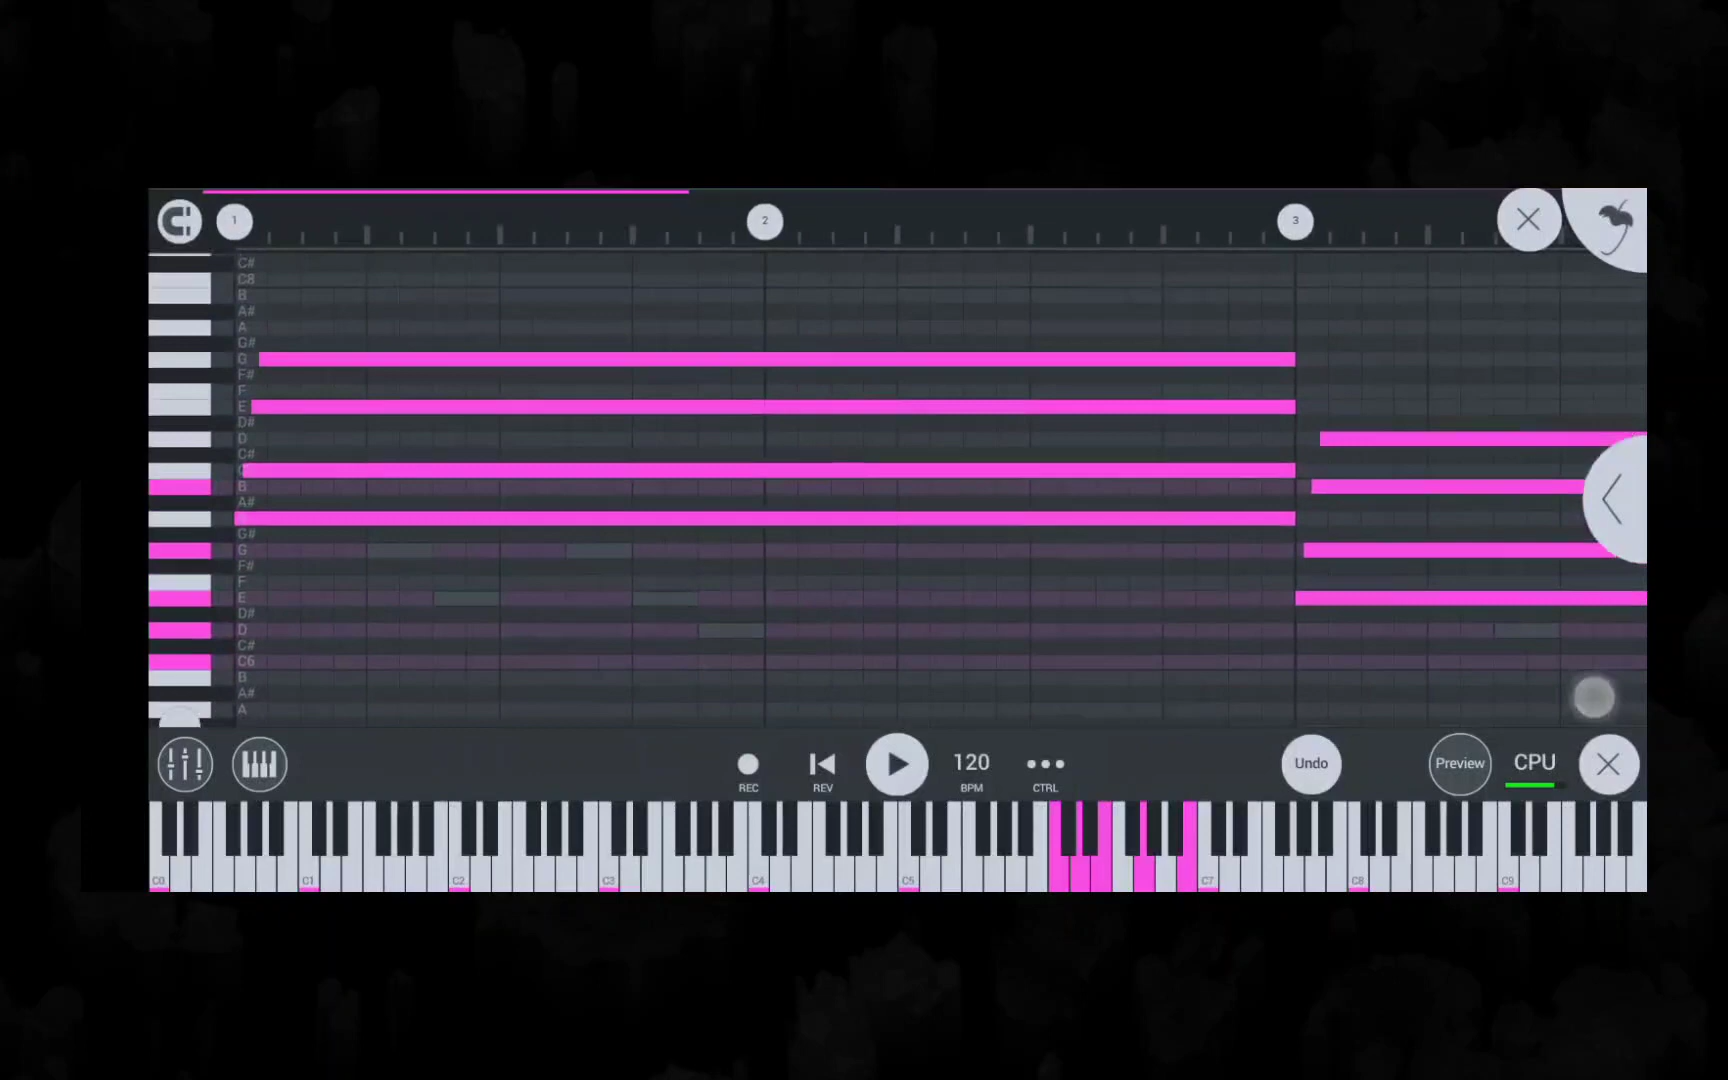 1 2 3
C#
C8
B
A#
A
G#
G
F#
F
E
D#
D
C#
B
A#
G#
G
F#
F
E
D#
D
C#
C6
B
A#
A
120 Undo Preview CPU
REC REV BPM CTRL
C0 C1 C2 C3 C4 C5 C7 C8 C9